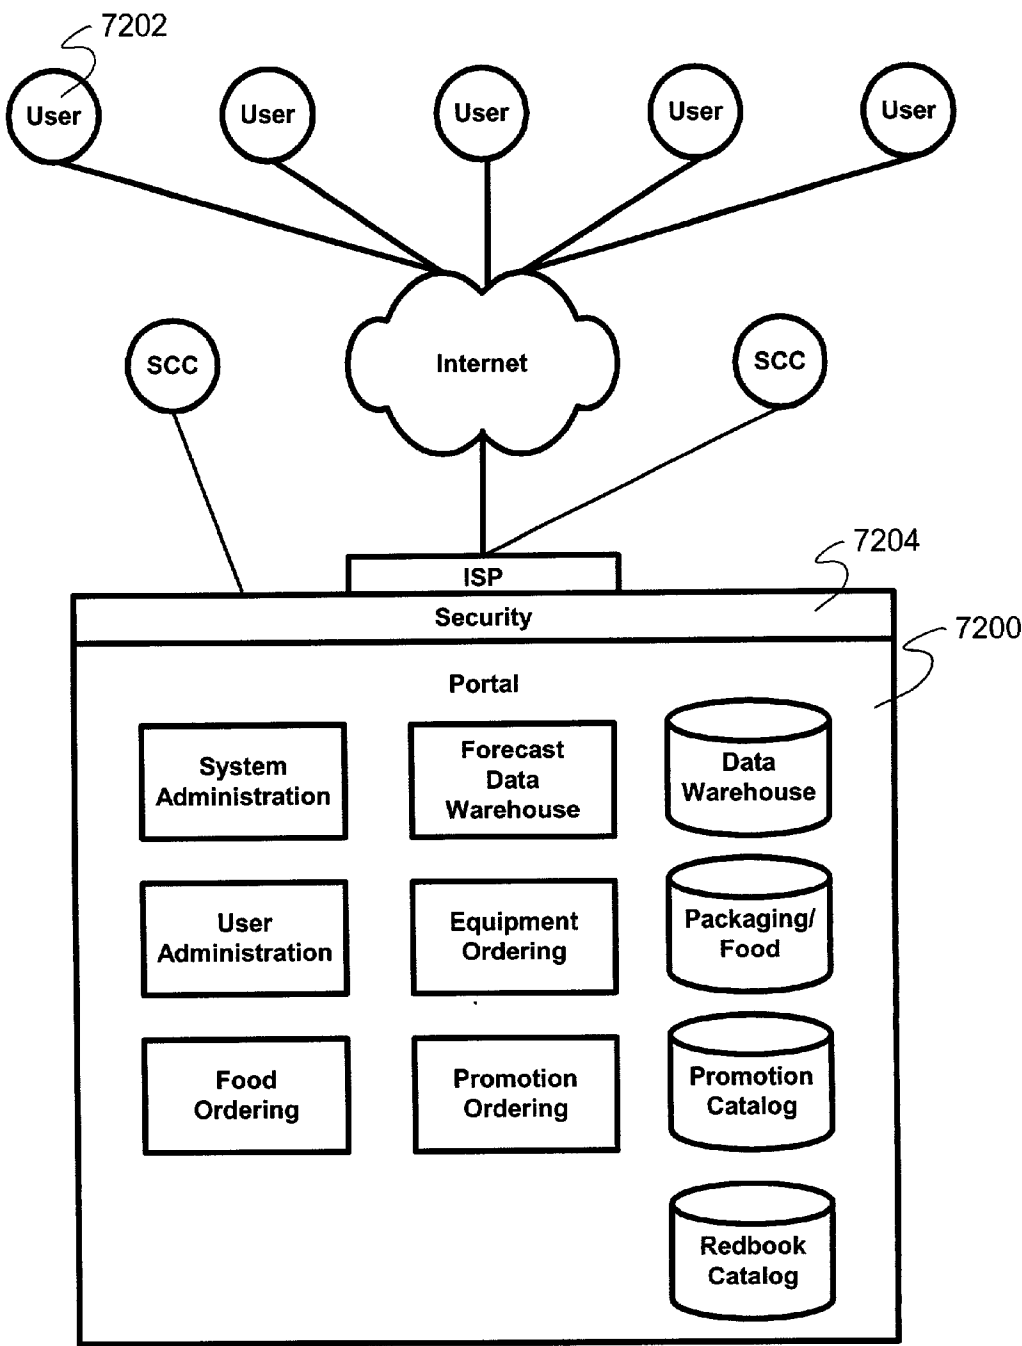 7202
User
User
User
User
User
SCC
Internet
SCC
7204
ISP
Security
7200
Portal
System
Administration
Forecast
Data
Warehouse
Data
Warehouse
User
Administration
Equipment
Ordering
Packaging/
Food
Food
Ordering
Promotion
Ordering
Promotion
Catalog
Redbook
Catalog